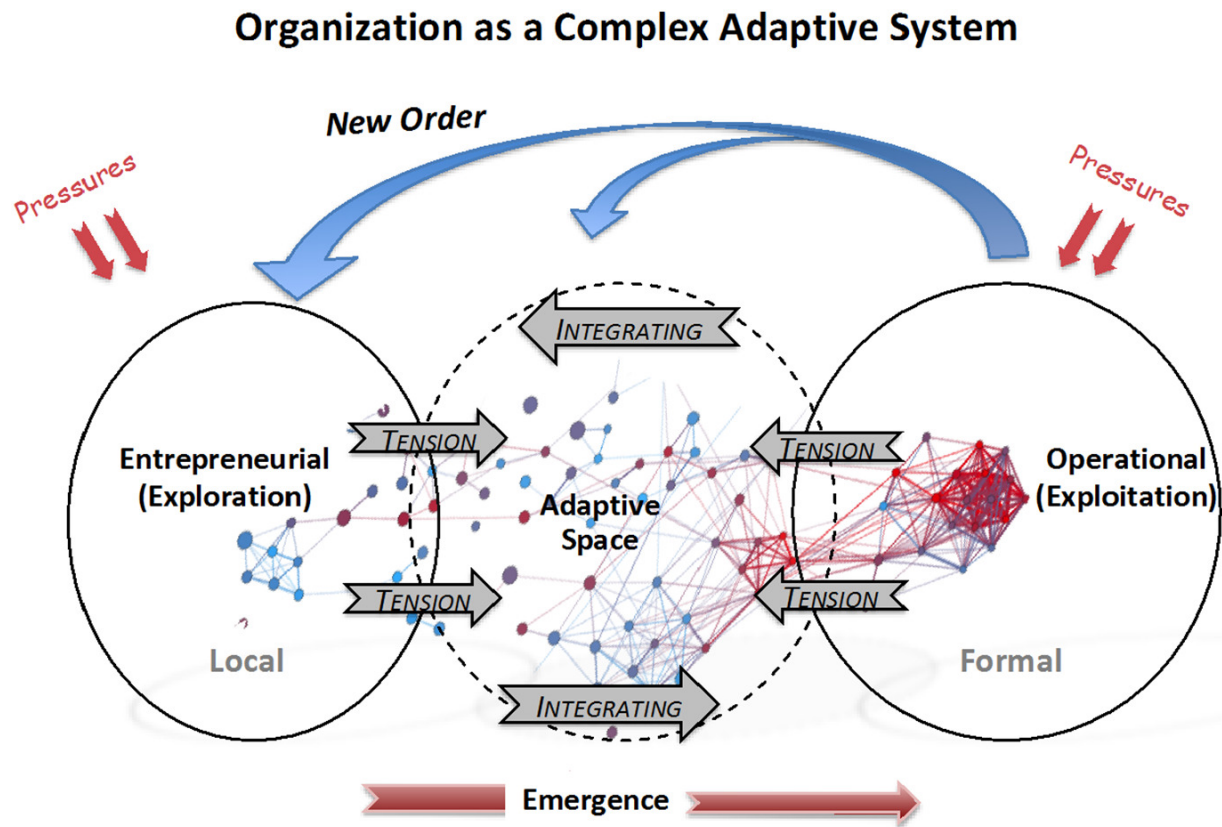 Organization as a Complex Adaptive System
New Order
Pressures
Pressures
INTEGRATING
TENSION
TENSION
Entrepreneurial
(Exploration)
Adaptive
Space
Operational
(Exploitation)
TENSION
TENSION
Local
Formal
INTEGRATING
Emergence